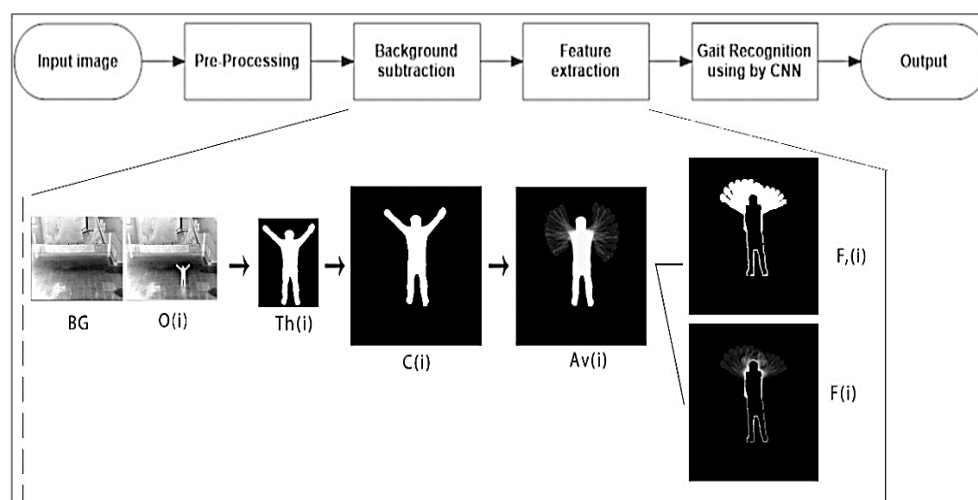 Input image
Pre-Processing
Background
subtraction
Feature
extraction
Gait Recognition
using by CNN
Output
BG
O(i)
Th(i)
C(i)
Av(i)
F,(i)
F(i)